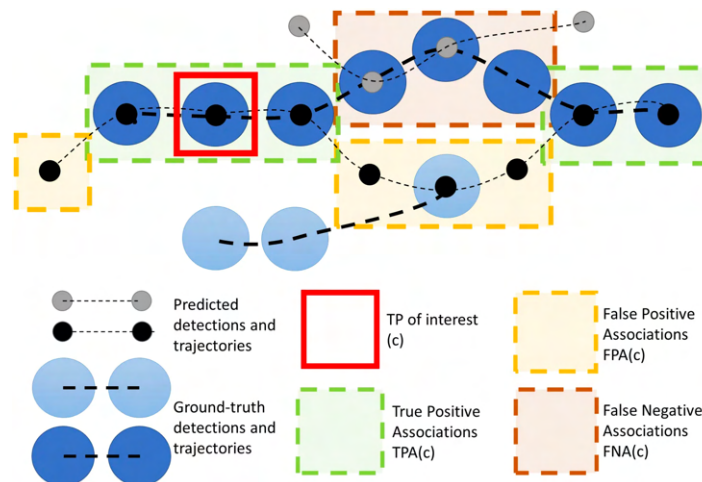 Predicted
detections and
trajectories
TP of interest
(c)
False Positive
Associations
FPA(c)
Ground-truth
detections and
trajectories
True Positive
Associations
TPA(c)
False Negative
Associations
FNA(c)